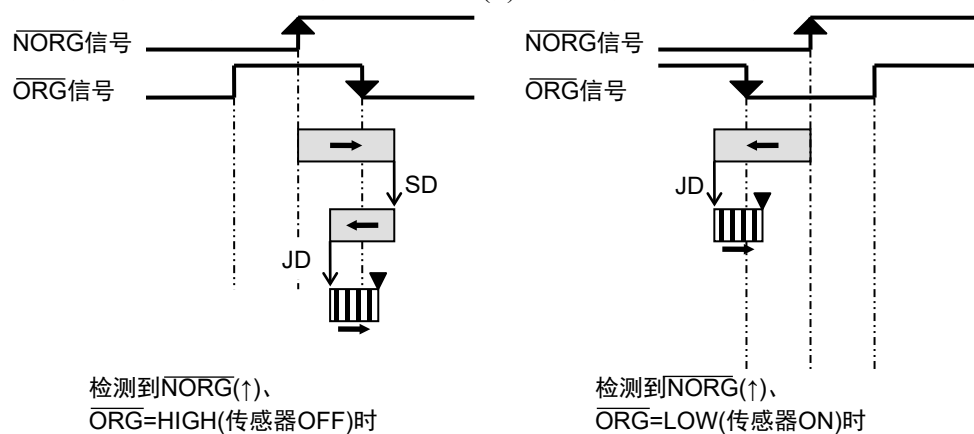 NORG信号
ORG信号
SD
JD
检测到NORG(↑)、
ORG=HIGH(传感器OFF)时
NORG信号
ORG信号
JD
检测到NORG(↑)、
ORG=LOW(传感器ON)时